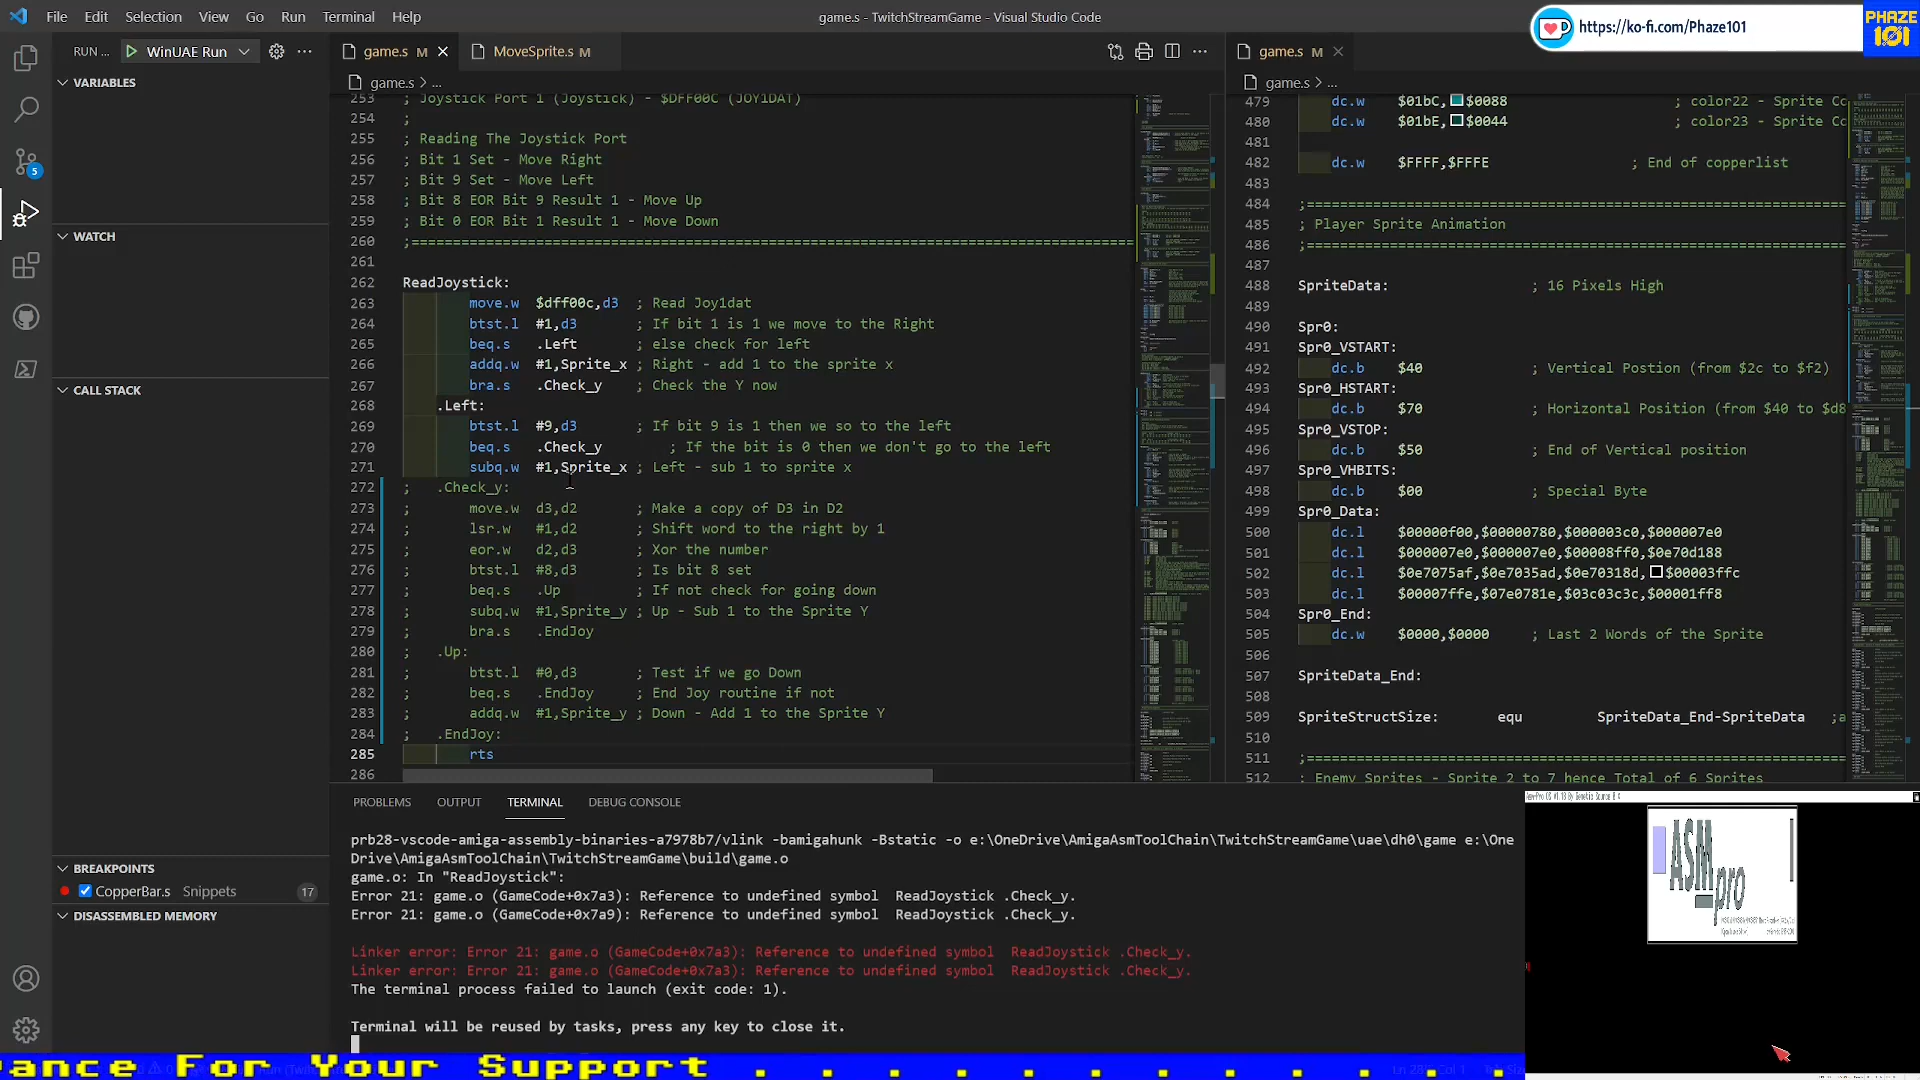 File Edit Selection View Go Run Terminal Help
game.s - TwitchStreamGame - Visual Studio Code
https://ko-fi.com/Phaze101
PHAZE
101
RUN ... WinUAE Run
game.s M
MoveSprite.s M
game.s M
VARIABLES
game.s > ...
game.s > ...
253 ; Joystick Port 1 (Joystick) - $DFF00C (JOY1DAT)
254 ;
255 ; Reading The Joystick Port
256 ; Bit 1 Set - Move Right
257 ; Bit 9 Set - Move Left
258 ; Bit 8 EOR Bit 9 Result 1 - Move Up
259 ; Bit 0 EOR Bit 1 Result 1 - Move Down
260
261
262 ReadJoystick:
263 move.w $dff00c,d3 ; Read Joy1dat
264 btst.l #1,d3 ; If bit 1 is 1 we move to the Right
265 beq.s .Left ; else check for left
266 addq.w #1,Sprite_x ; Right - add 1 to the sprite x
267 bra.s .Check_y ; Check the Y now
268 .Left:
269 btst.l #9,d3 ; If bit 9 is 1 then we so to the left
270 beq.s .Check_y ; If the bit is 0 then we don't go to the left
271 subq.w #1,Sprite_x ; Left - sub 1 to sprite x
272 ; .Check_y:
273 ; move.w d3,d2 ; Make a copy of D3 in D2
274 ; lsr.w #1,d2 ; Shift word to the right by 1
275 ; eor.w d2,d3 ; Xor the number
276 ; btst.l #8,d3 ; Is bit 8 set
277 ; beq.s .Up ; If not check for going down
278 ; subq.w #1,Sprite_y ; Up - Sub 1 to the Sprite Y
279 ; bra.s .EndJoy
280 ; .Up:
281 ; btst.l #0,d3 ; Test if we go Down
282 ; beq.s .EndJoy ; End Joy routine if not
283 ; addq.w #1,Sprite_y ; Down - Add 1 to the Sprite Y
284 ; .EndJoy:
285 rts
286
479 dc.w $01bC,$0088 ; color22 - Sprite Cc
480 dc.w $01bE,$0044 ; color23 - Sprite Cc
481
482 dc.w $FFFF,$FFFE ; End of copperlist
483
484
485 ; Player Sprite Animation
486
487
488 SpriteData: ; 16 Pixels High
489
490 Spr0:
491 Spr0_VSTART:
492 dc.b $40 ; Vertical Postion (from $2c to $f2)
493 Spr0_HSTART:
494 dc.b $70 ; Horizontal Position (from $40 to $d8
495 Spr0_VSTOP:
496 dc.b $50 ; End of Vertical position
497 Spr0_VHBITS:
498 dc.b $00 ; Special Byte
499 Spr0_Data:
500 dc.l $00000f00,$00000780,$000003c0,$000007e0
501 dc.l $000007e0,$000007e0,$00008ff0,$0e70d188
502 dc.l $0e7075af,$0e7035ad,$0e70318d,$00003ffc
503 dc.l $00007ffe,$07e0781e,$03c03c3c,$00001ff8
504 Spr0_End:
505 dc.w $0000,$0000 ; Last 2 Words of the Sprite
506
507 SpriteData_End:
508
509 SpriteStructSize: equ SpriteData_End-SpriteData ;a
510
511
512 ; Enemy Sprites - Sprite 2 to 7 hence Total of 6 Sprites
5
WATCH
CALL STACK
BREAKPOINTS
CopperBar.s Snippets 17
DISASSEMBLED MEMORY
PROBLEMS OUTPUT TERMINAL DEBUG CONSOLE
prb28-vscode-amiga-assembly-binaries-a7978b7/vlink -bamigahunk -Bstatic -o e:\OneDrive\AmigaAsmToolChain\TwitchStreamGame\uae\dh0\game e:\One
Drive\AmigaAsmToolChain\TwitchStreamGame\build\game.o
game.o: In "ReadJoystick":
Error 21: game.o (GameCode+0x7a3): Reference to undefined symbol  ReadJoystick .Check_y.
Error 21: game.o (GameCode+0x7a9): Reference to undefined symbol  ReadJoystick .Check_y.
Linker error: Error 21: game.o (GameCode+0x7a3): Reference to undefined symbol  ReadJoystick .Check_y.
Linker error: Error 21: game.o (GameCode+0x7a3): Reference to undefined symbol  ReadJoystick .Check_y.
The terminal process failed to launch (exit code: 1).
Terminal will be reused by tasks, press any key to close it.
ASM
pro
ance For Your Support . . . . . . . . . . . .